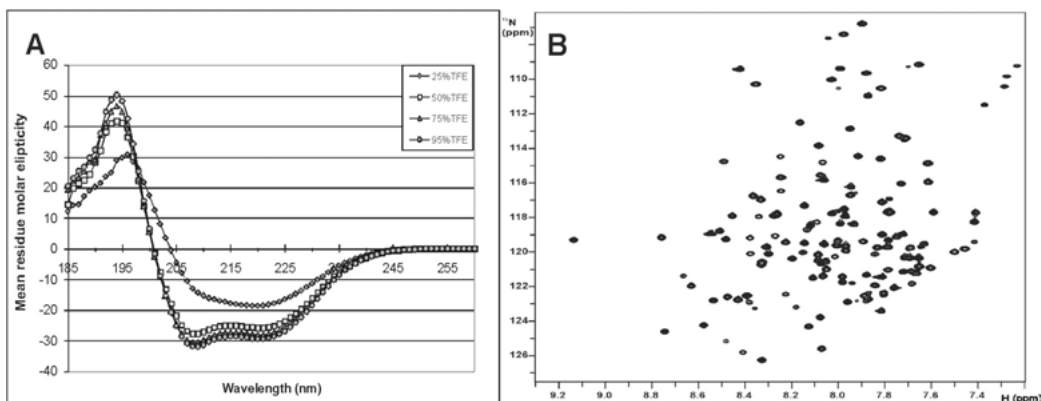 A
Mean residue molar elipticity
60
50
40
30
20
10
0
-10
-20
-30
-40
185 195 205 215 225 235 245 255
Wavelength (nm)
25%TFE
50%TFE
75%TFE
95%TFE
B
¹⁵N
(ppm)
110
112
114
116
118
120
122
124
126
9.2 9.0 8.8 8.6 8.4 8.2 8.0 7.8 7.6 7.4 H (ppm)